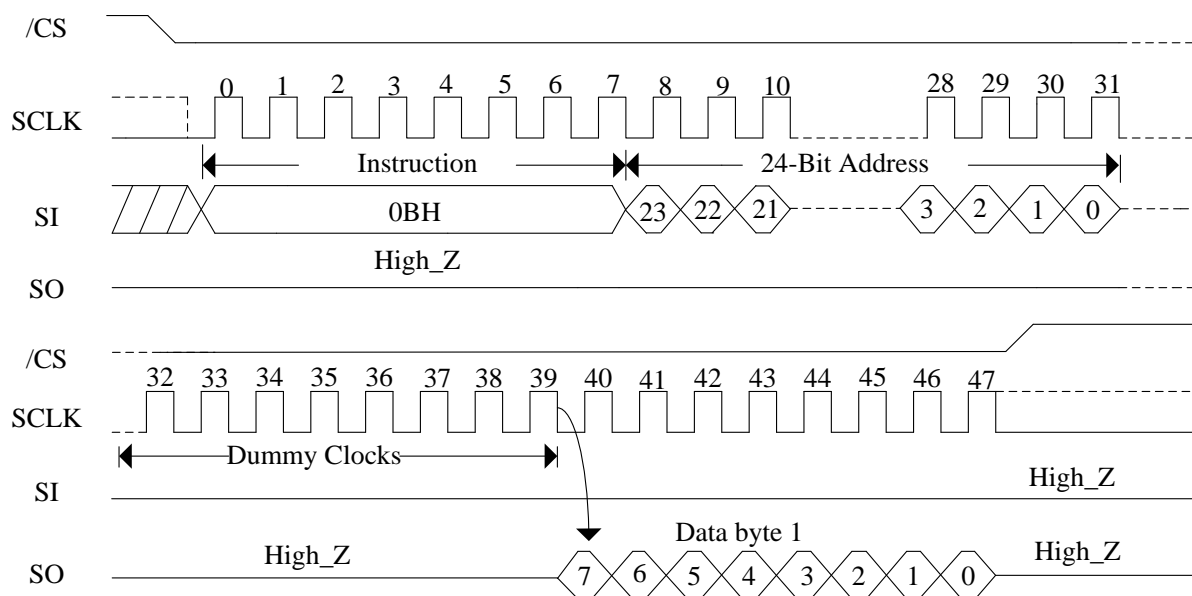 /CS
0 1 2 3 4 5 6 7 8 9 10 28 29 30 31
SCLK
Instruction 24-Bit Address
SI 0BH 23 22 21 3 2 1 0
High_Z
SO
/CS
32 33 34 35 36 37 38 39 40 41 42 43 44 45 46 47
SCLK
Dummy Clocks
SI High_Z
Data byte 1
SO High_Z 7 6 5 4 3 2 1 0 High_Z